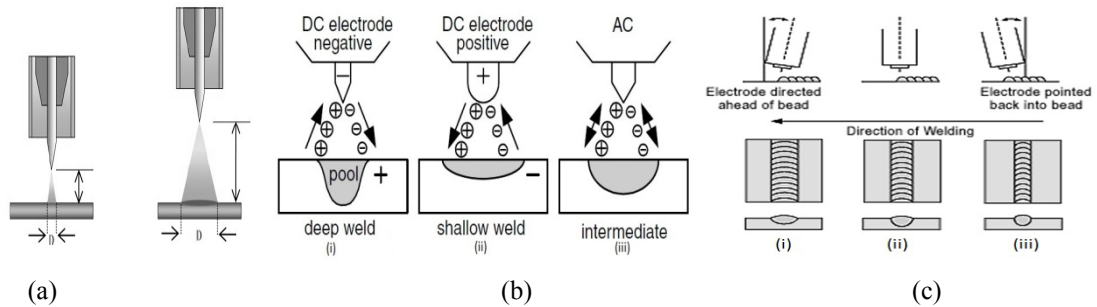 D
D
(a)
DC electrode
negative
−
+
−
+
−
+
−
+
−
pool
+
deep weld
(i)
DC electrode
positive
+
+
−
+
−
+
−
+
−
−
shallow weld
(ii)
AC
+
−
+
−
+
−
+
−
intermediate
(iii)
(b)
Electrode directed
ahead of bead
Electrode pointed
back into bead
Direction of Welding
(i)
(ii)
(iii)
(c)